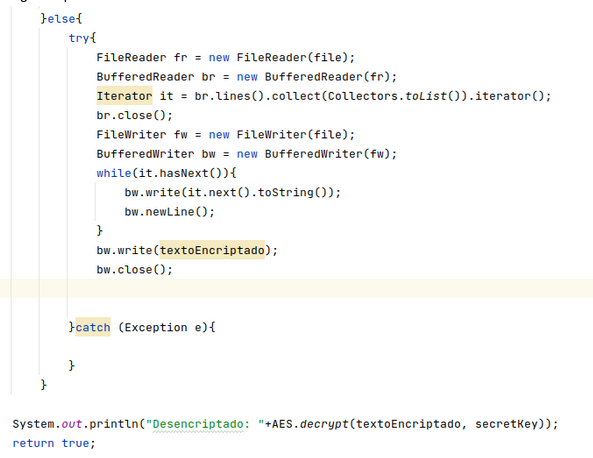 }else{
try{
FileReader fr = new FileReader(file);
BufferedReader br = new BufferedReader(fr);
Iterator it = br.lines().collect(Collectors.toList()).iterator();
br.close();
FileWriter fw = new FileWriter(file);
BufferedWriter bw = new BufferedWriter(fw);
while(it.hasNext()){
bw.write(it.next().toString());
bw.newLine();
}
bw.write(textoEncriptado);
bw.close();
}catch (Exception e){
}
}
System.out.println("Desencriptado: "+AES.decrypt(textoEncriptado, secretKey));
return true;